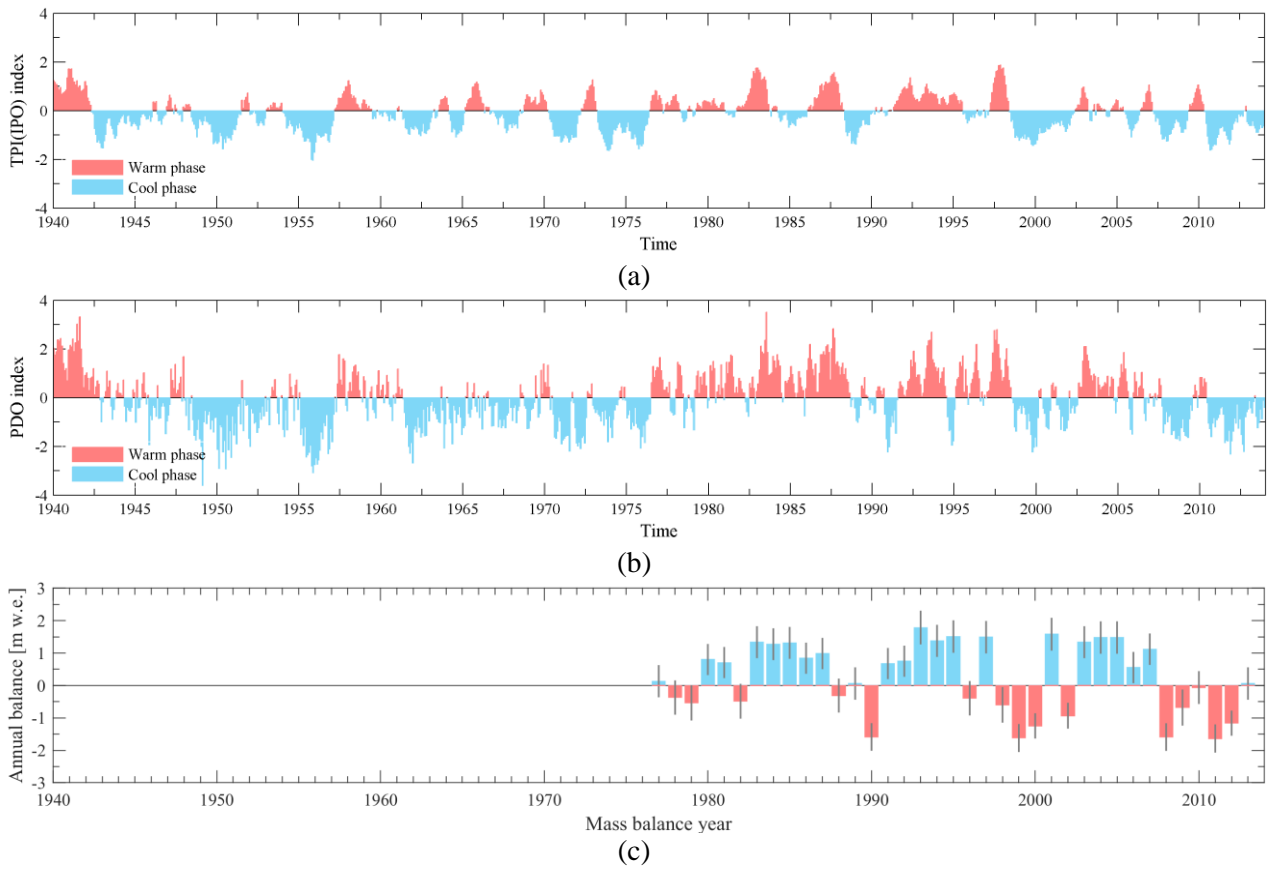 4
2
0
-2
-4
TPI(IPO) index
Warm phase
Cool phase
1940 1945 1950 1955 1960 1965 1970 1975 1980 1985 1990 1995 2000 2005 2010
Time
(a)
4
2
0
-2
-4
PDO index
Warm phase
Cool phase
1940 1945 1950 1955 1960 1965 1970 1975 1980 1985 1990 1995 2000 2005 2010
Time
(b)
3
2
1
0
-1
-2
-3
Annual balance [m w.e.]
1940 1950 1960 1970 1980 1990 2000 2010
Mass balance year
(c)